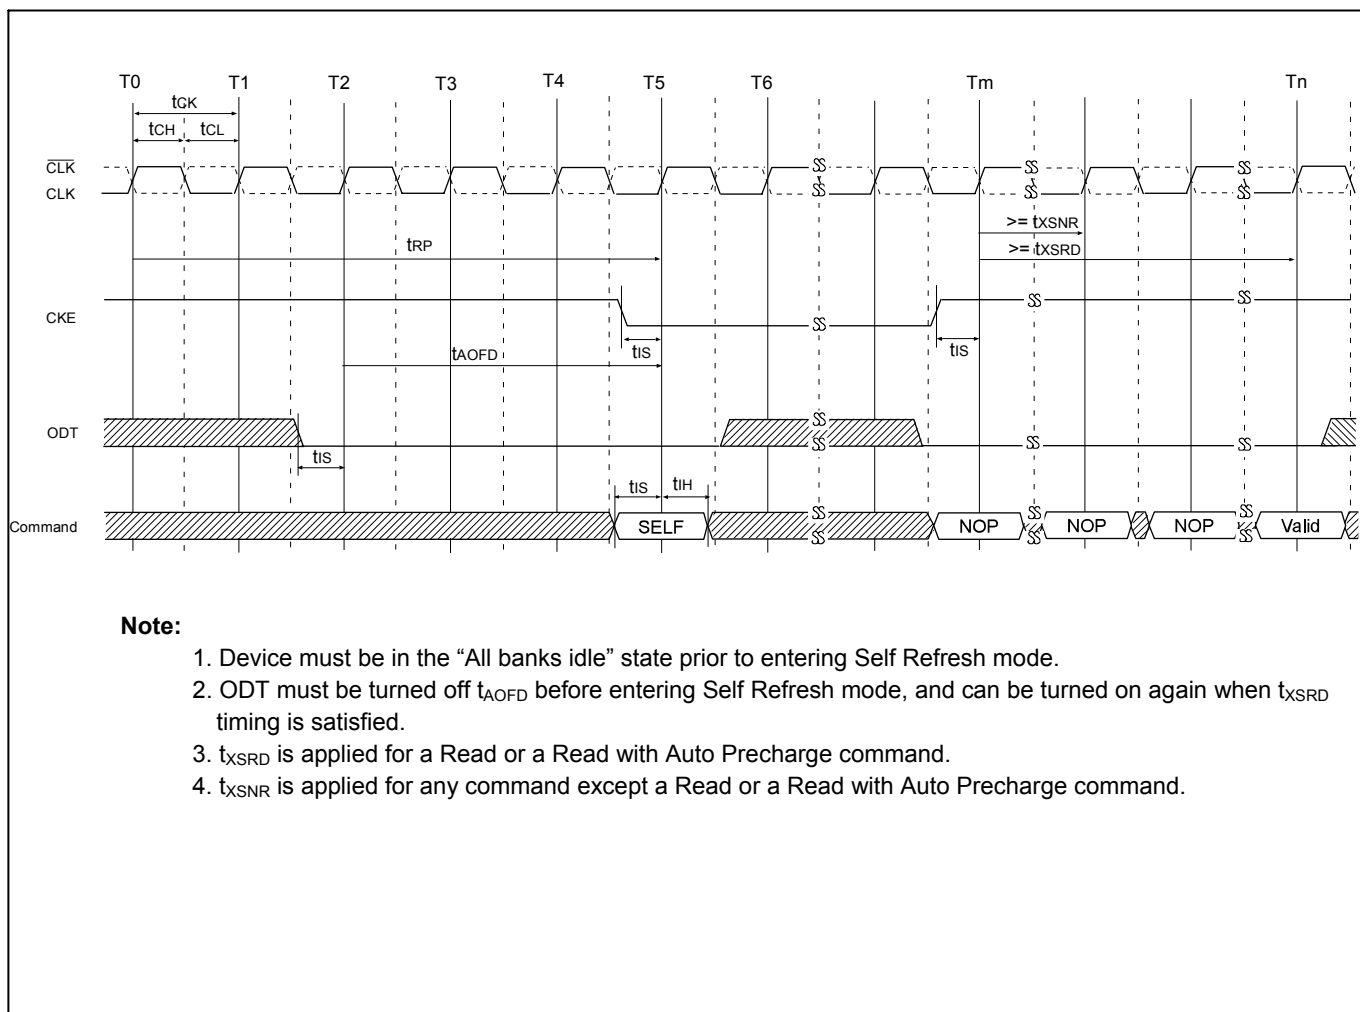 T0 T1 T2 T3 T4 T5 T6 Tm Tn
tCK
tCH tCL
CLK
CLK
>= tXSNR
tRP
>= tXSRD
CKE
tIS tIS
tAOFD
ODT
tIS
tIS tIH
Command SELF NOP NOP NOP Valid
Note:
1. Device must be in the “All banks idle” state prior to entering Self Refresh mode.
2. ODT must be turned off tAOFD before entering Self Refresh mode, and can be turned on again when tXSRD
timing is satisfied.
3. tXSRD is applied for a Read or a Read with Auto Precharge command.
4. tXSNR is applied for any command except a Read or a Read with Auto Precharge command.